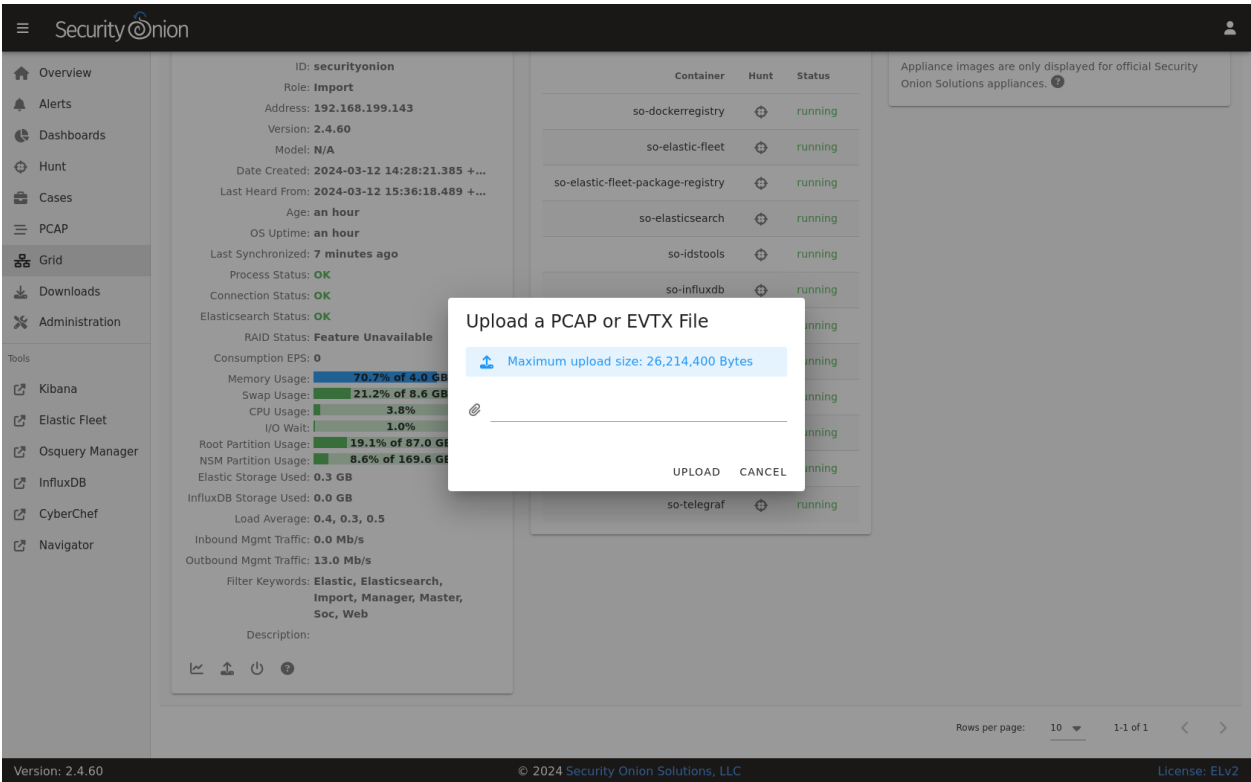 Security Onion
Overview
Alerts
Dashboards
Hunt
Cases
PCAP
Grid
Downloads
Administration
Tools
Kibana
Elastic Fleet
Osquery Manager
InfluxDB
CyberChef
Navigator
ID: securityonion
Role: Import
Address: 192.168.199.143
Version: 2.4.60
Model: N/A
Date Created: 2024-03-12 14:28:21.385 +...
Last Heard From: 2024-03-12 15:36:18.489 +...
Age: an hour
OS Uptime: an hour
Last Synchronized: 7 minutes ago
Process Status: OK
Connection Status: OK
Elasticsearch Status: OK
RAID Status: Feature Unavailable
Consumption EPS: 0
Memory Usage: 70.7% of 4.0 GB
Swap Usage: 21.2% of 8.6 GB
CPU Usage: 3.8%
I/O Wait: 1.0%
Root Partition Usage: 19.1% of 87.0 GB
NSM Partition Usage: 8.6% of 169.6 GB
Elastic Storage Used: 0.3 GB
InfluxDB Storage Used: 0.0 GB
Load Average: 0.4, 0.3, 0.5
Inbound Mgmt Traffic: 0.0 Mb/s
Outbound Mgmt Traffic: 13.0 Mb/s
Filter Keywords: Elastic, Elasticsearch,
Import, Manager, Master,
Soc, Web
Description:
Container Hunt Status
so-dockerregistry running
so-elastic-fleet running
so-elastic-fleet-package-registry running
so-elasticsearch running
so-idstools running
so-influxdb running
so-telegraf running
Appliance images are only displayed for official Security
Onion Solutions appliances.
Upload a PCAP or EVTX File
Maximum upload size: 26,214,400 Bytes
UPLOAD CANCEL
Rows per page: 10 1-1 of 1
Version: 2.4.60
© 2024 Security Onion Solutions, LLC
License: ELv2